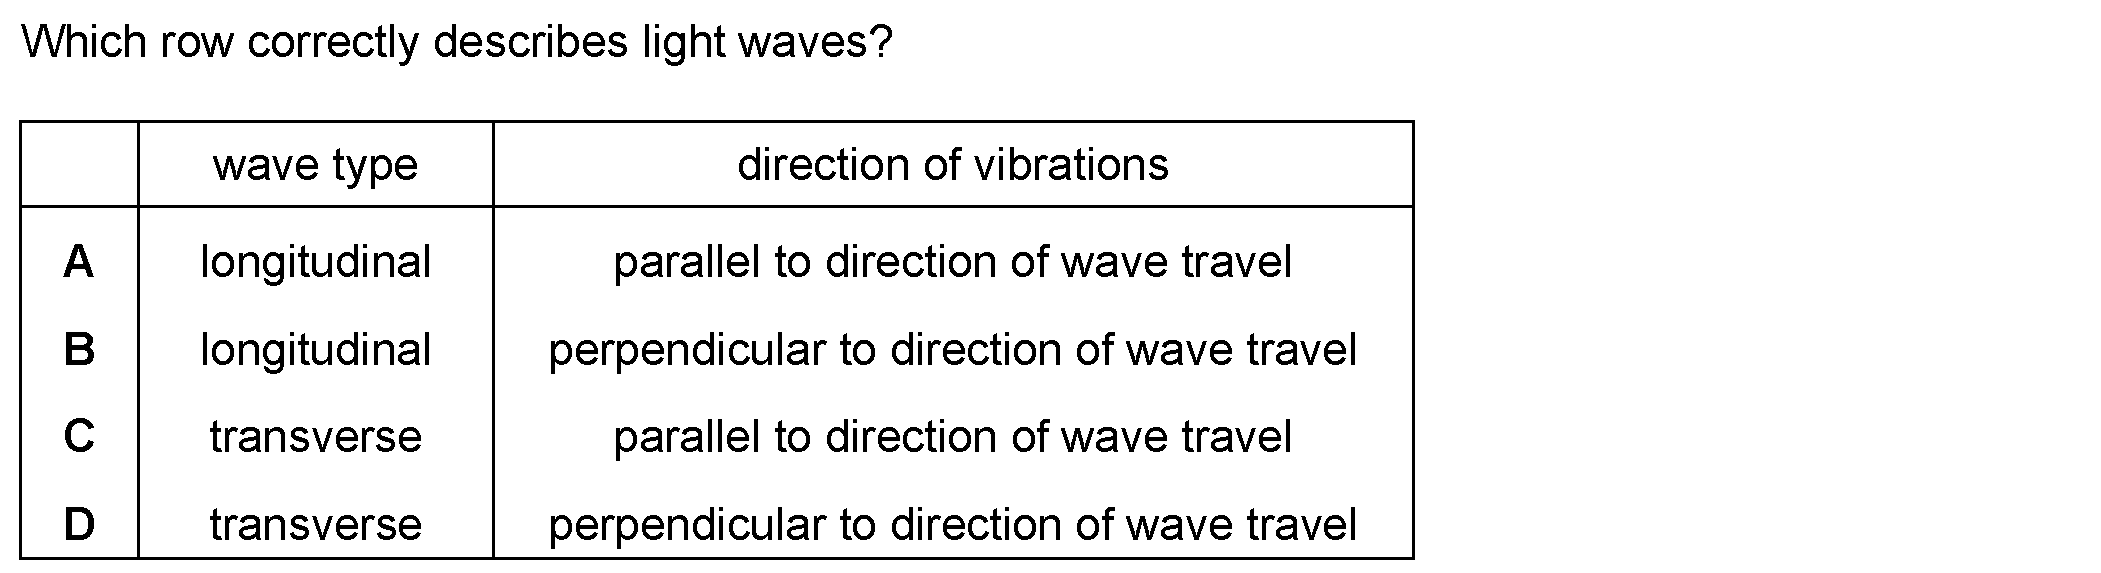 Which row correctly describes light waves?
wave type direction of vibrations
A longitudinal parallel to direction of wave travel
B longitudinal perpendicular to direction of wave travel
C transverse parallel to direction of wave travel
D transverse perpendicular to direction of wave travel